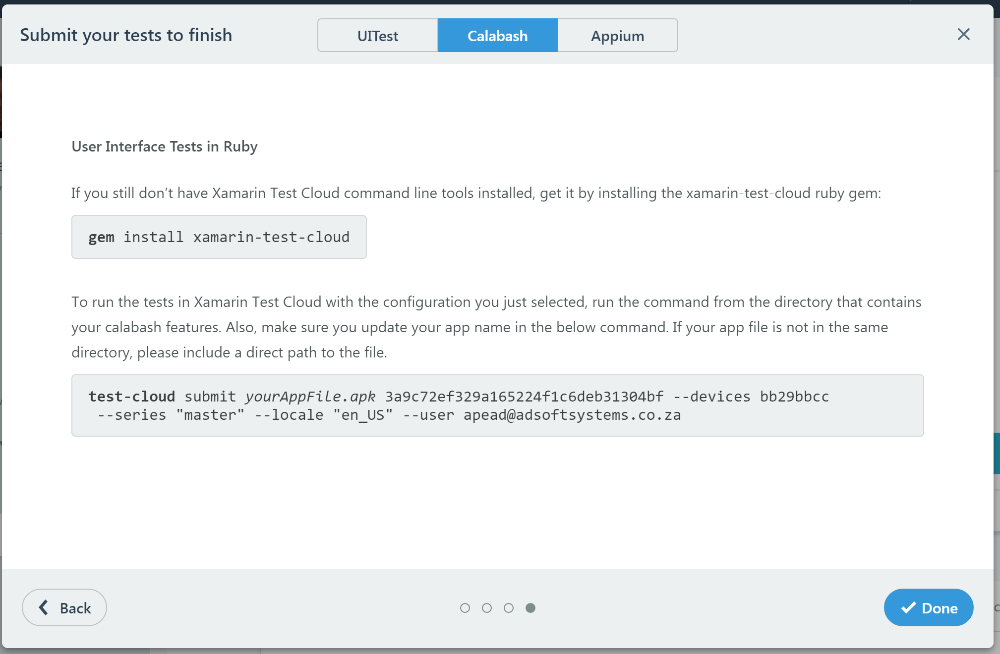 Submit your tests to finish
UITest
Calabash
Appium
User Interface Tests in Ruby
If you still don’t have Xamarin Test Cloud command line tools installed, get it by installing the xamarin-test-cloud ruby gem:
gem install xamarin-test-cloud
To run the tests in Xamarin Test Cloud with the configuration you just selected, run the command from the directory that contains
your calabash features. Also, make sure you update your app name in the below command. If your app file is not in the same
directory, please include a direct path to the file.
test-cloud submit yourAppFile.apk 3a9c72ef329a165224f1c6deb31304bf --devices bb29bbcc
--series "master" --locale "en_US" --user apead@adsoftsystems.co.za
Back
Done